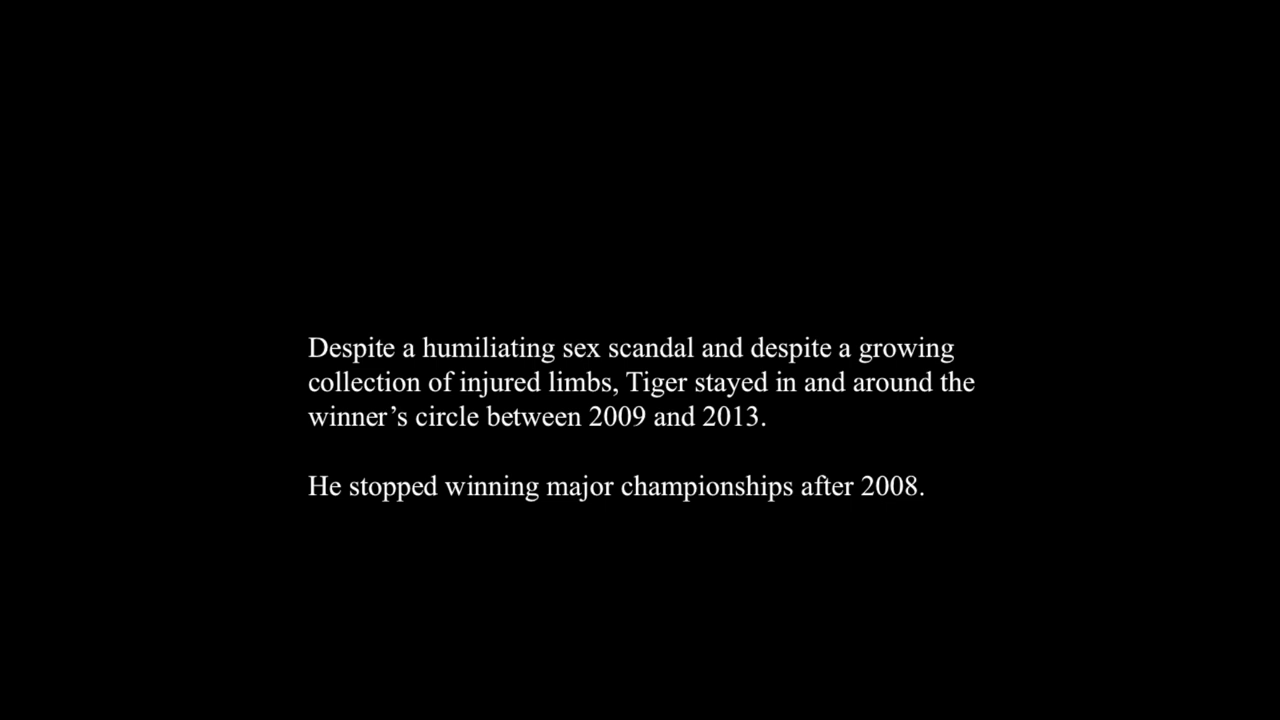 Despite a humiliating sex scandal and despite a growing
collection of injured limbs, Tiger stayed in and around the
winner’s circle between 2009 and 2013.
He stopped winning major championships after 2008.